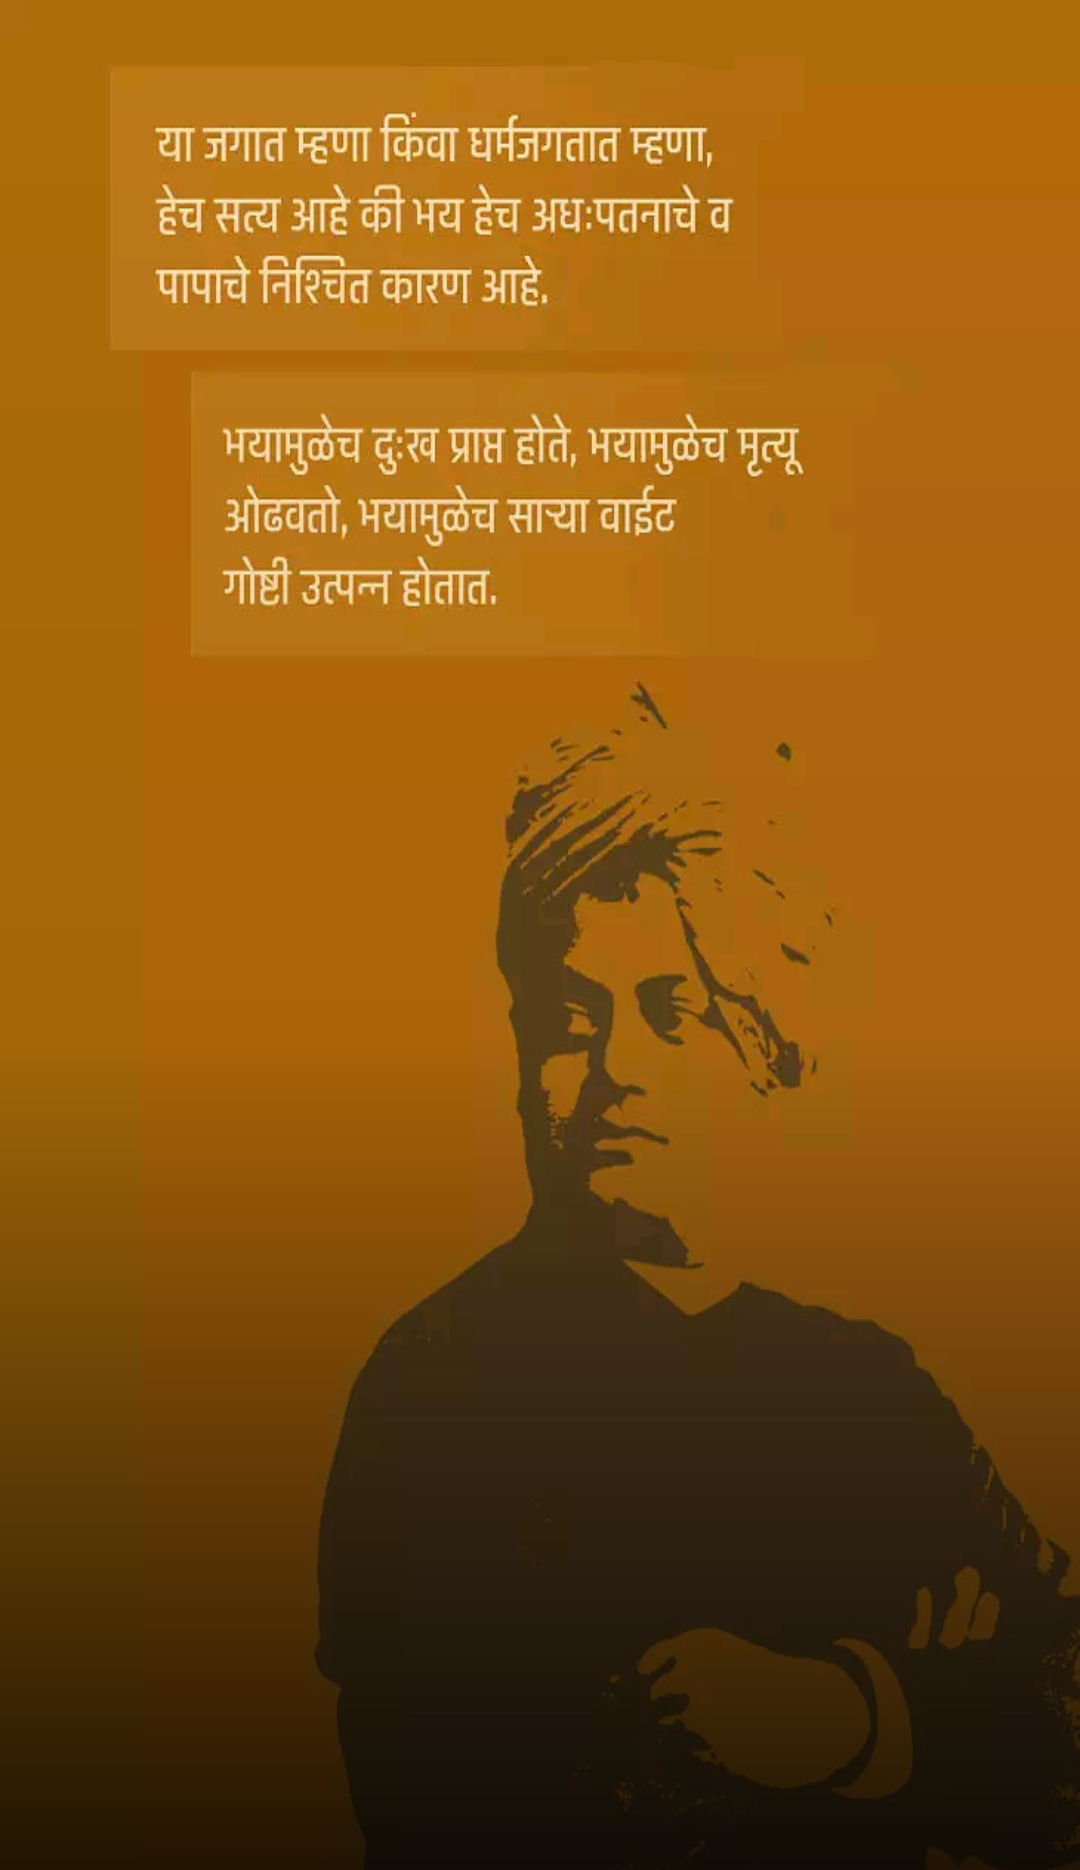 या जगात म्हणा किंवा धर्मजगतात म्हणा,
हेच सत्य आहे की भय हेच अधःपतनाचे व
पापाचे निश्चित कारण आहे.
भयामुळेच दुःख प्राप्त होते, भयामुळेच मृत्यू
ओढवतो, भयामुळेच साऱ्या वाईट
गोष्टी उत्पन्न होतात.